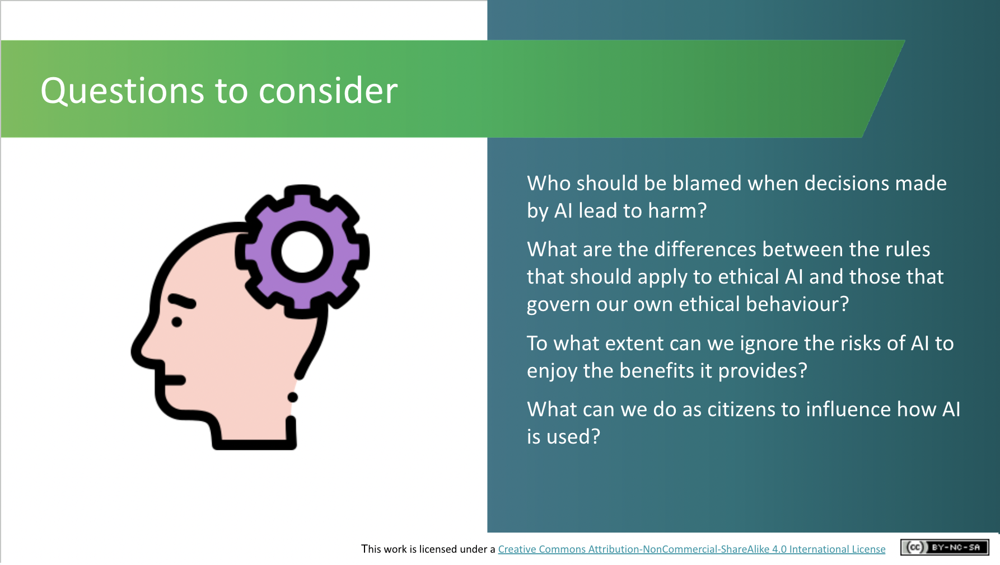 Questions to consider
Who should be blamed when decisions made
by AI lead to harm?
What are the differences between the rules
that should apply to ethical AI and those that
govern our own ethical behaviour?
To what extent can we ignore the risks of AI to
enjoy the benefits it provides?
What can we do as citizens to influence how AI
is used?
This work is licensed under a Creative Commons Attribution-NonCommercial-ShareAlike 4.0 International License
cc BY-NC-SA